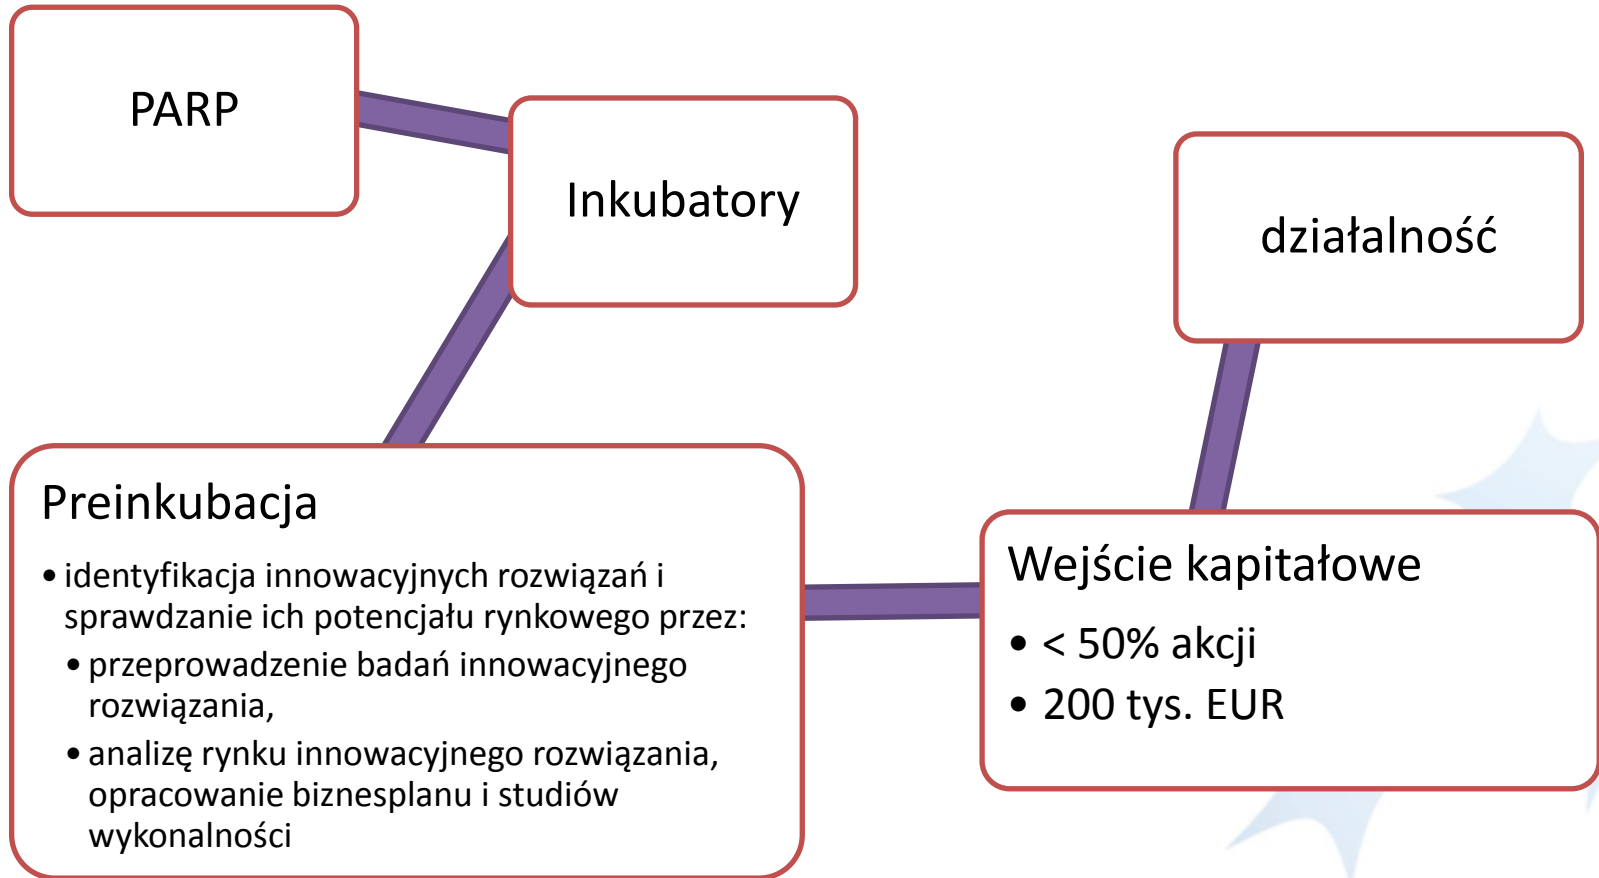 PARP
Inkubatory
działalność
Preinkubacja
• identyfikacja innowacyjnych rozwiązań i
sprawdzanie ich potencjału rynkowego przez:
• przeprowadzenie badań innowacyjnego
rozwiązania,
• analizę rynku innowacyjnego rozwiązania,
opracowanie biznesplanu i studiów
wykonalności
Wejście kapitałowe
• < 50% akcji
• 200 tys. EUR